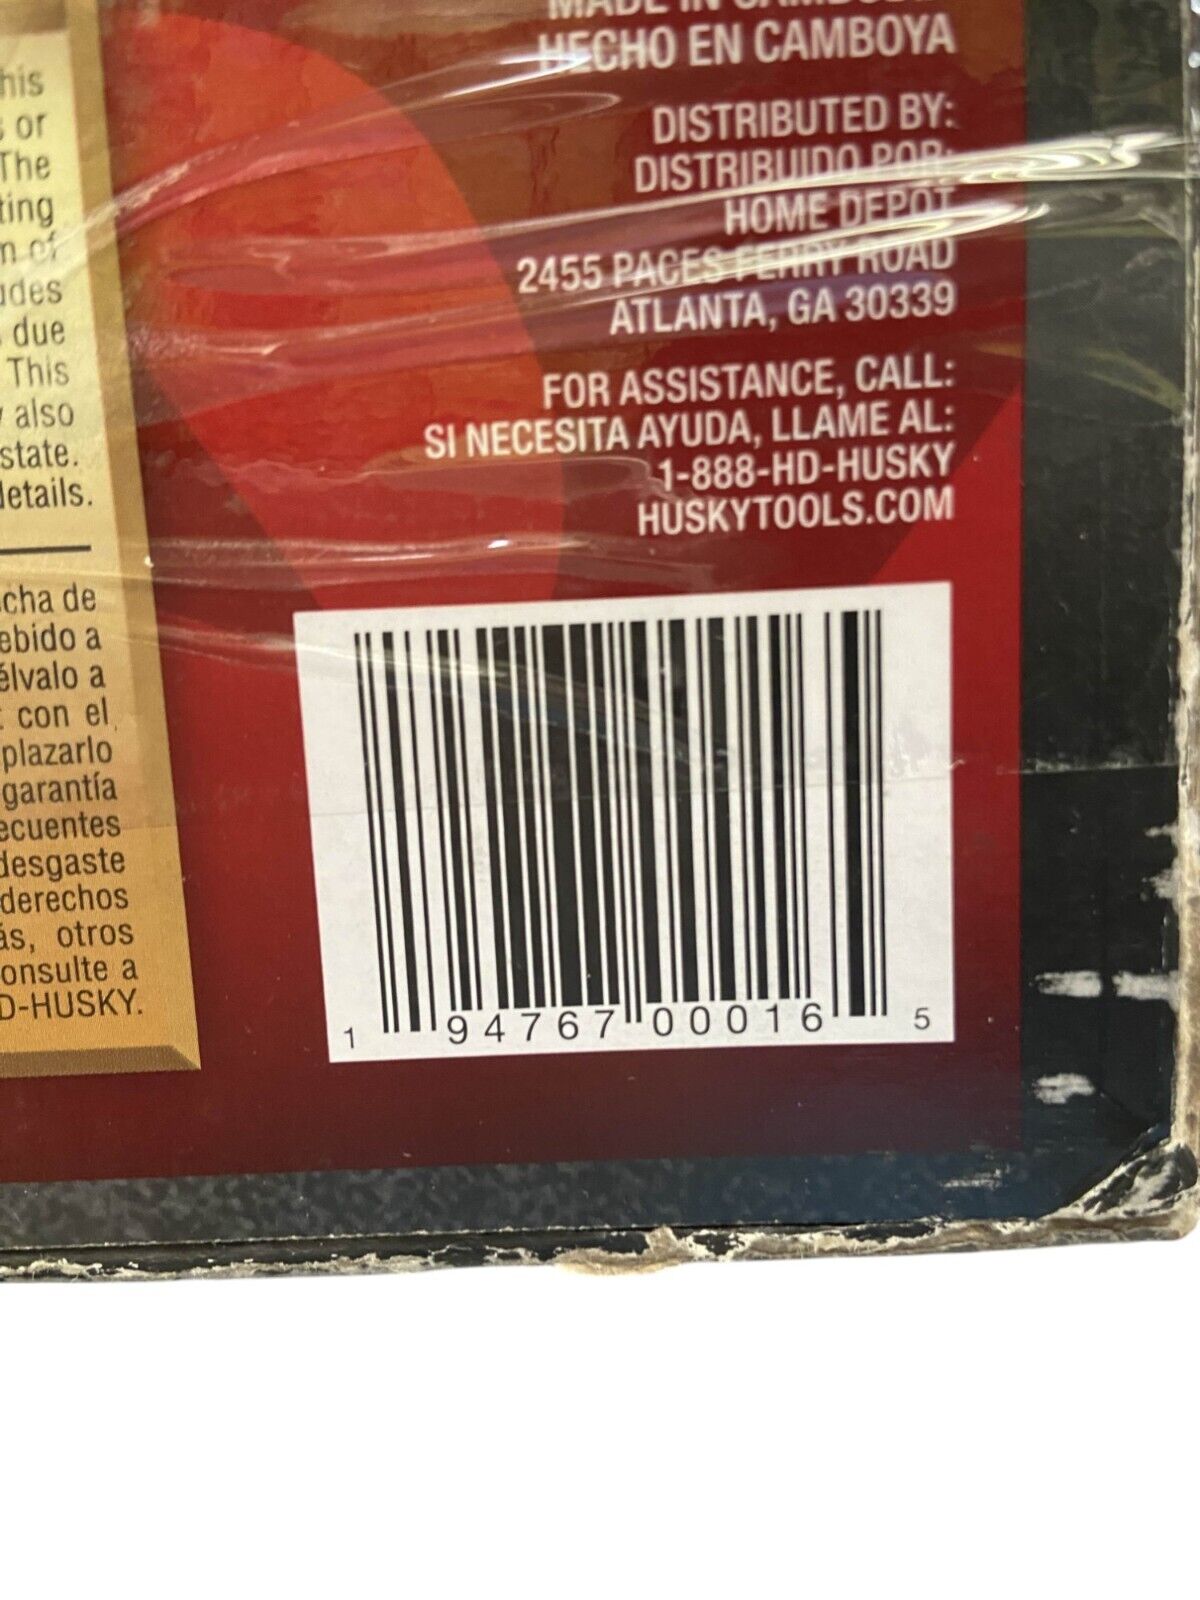 MADE IN CAMBODIA
HECHO EN CAMBOYA
DISTRIBUTED BY:
DISTRIBUIDO POR:
HOME DEPOT
2455 PACES FERRY ROAD
ATLANTA, GA 30339
FOR ASSISTANCE, CALL:
SI NECESITA AYUDA, LLAME AL:
1-888-HD-HUSKY
HUSKYTOOLS.COM
his
s or
The
ting
n of
udes
due
This
y also
state.
details.
cha de
ebido a
élvalo a
con el
plazarlo
garantía
ecuentes
desgaste
derechos
ás, otros
onsulte a
D-HUSKY.
1 94767 00016 5